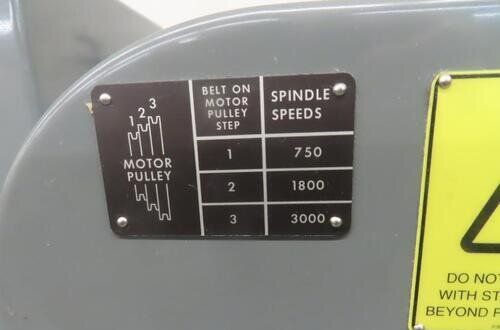 1 2 3
MOTOR
PULLEY
BELT ON
MOTOR
PULLEY
STEP
SPINDLE
SPEEDS
1 750
2 1800
3 3000
DO NO
WITH ST
BEYOND